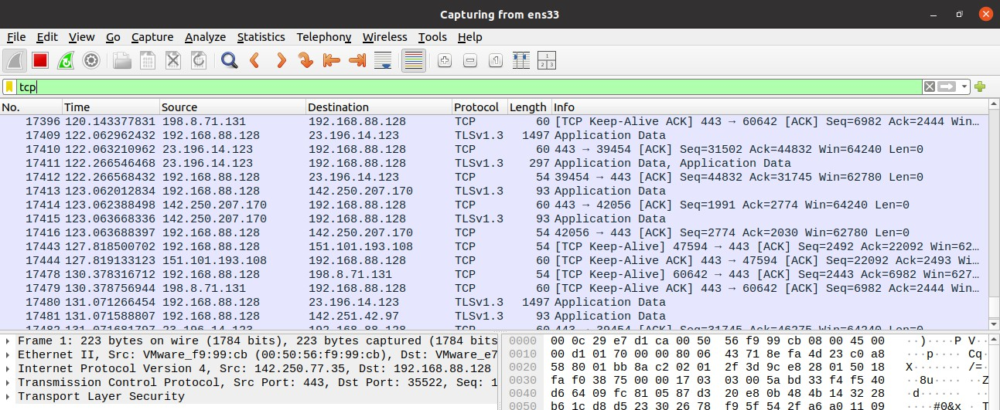 Capturing from ens33
File Edit View Go Capture Analyze Statistics Telephony Wireless Tools Help
tcp
No. Time Source Destination Protocol Length Info
17396 120.143377831 198.8.71.131 192.168.88.128 TCP 60 [TCP Keep-Alive ACK] 443 → 60642 [ACK] Seq=6982 Ack=2444 Win…
17409 122.062962432 192.168.88.128 23.196.14.123 TLSv1.3 1497 Application Data
17410 122.063210962 23.196.14.123 192.168.88.128 TCP 60 443 → 39454 [ACK] Seq=31502 Ack=44832 Win=64240 Len=0
17411 122.266546468 23.196.14.123 192.168.88.128 TLSv1.3 297 Application Data, Application Data
17412 122.266568432 192.168.88.128 23.196.14.123 TCP 54 39454 → 443 [ACK] Seq=44832 Ack=31745 Win=62780 Len=0
17413 123.062012834 192.168.88.128 142.250.207.170 TLSv1.3 93 Application Data
17414 123.062388498 142.250.207.170 192.168.88.128 TCP 60 443 → 42056 [ACK] Seq=1991 Ack=2774 Win=64240 Len=0
17415 123.063668336 142.250.207.170 192.168.88.128 TLSv1.3 93 Application Data
17416 123.063688397 192.168.88.128 142.250.207.170 TCP 54 42056 → 443 [ACK] Seq=2774 Ack=2030 Win=62780 Len=0
17443 127.818500702 192.168.88.128 151.101.193.108 TCP 54 [TCP Keep-Alive] 47594 → 443 [ACK] Seq=2492 Ack=22092 Win=62…
17444 127.819133123 151.101.193.108 192.168.88.128 TCP 60 [TCP Keep-Alive ACK] 443 → 47594 [ACK] Seq=22092 Ack=2493 Wi…
17478 130.378316712 192.168.88.128 198.8.71.131 TCP 54 [TCP Keep-Alive] 60642 → 443 [ACK] Seq=2443 Ack=6982 Win=627…
17479 130.378756944 198.8.71.131 192.168.88.128 TCP 60 [TCP Keep-Alive ACK] 443 → 60642 [ACK] Seq=6982 Ack=2444 Win…
17480 131.071266454 192.168.88.128 23.196.14.123 TLSv1.3 1497 Application Data
17481 131.071588807 192.168.88.128 142.251.42.97 TLSv1.3 93 Application Data
Frame 1: 223 bytes on wire (1784 bits), 223 bytes captured (1784 bits
Ethernet II, Src: VMware_f9:99:cb (00:50:56:f9:99:cb), Dst: VMware_e7
Internet Protocol Version 4, Src: 142.250.77.35, Dst: 192.168.88.128
Transmission Control Protocol, Src Port: 443, Dst Port: 35522, Seq: 1
Transport Layer Security
0000 00 0c 29 e7 d1 ca 00 50 56 f9 99 cb 08 00 45 00 ··)····P V·····
0010 00 d1 01 70 00 00 80 06 43 71 8e fa 4d 23 c0 a8 ···p···· Cq··
0020 58 80 01 bb 8a c2 02 01 2f 3d 9c e8 28 01 50 18 X······· /=··
0030 fa f0 38 75 00 00 17 03 03 00 5a bd 33 f4 f5 40 ··8u···· ··Z·
0040 d6 64 09 fc 81 05 87 d3 20 e8 0b 48 4b 14 32 28 ·d······
0050 b6 1c d8 d5 23 30 26 78 f9 5f 54 2f a6 a0 11 09 ····#0&x